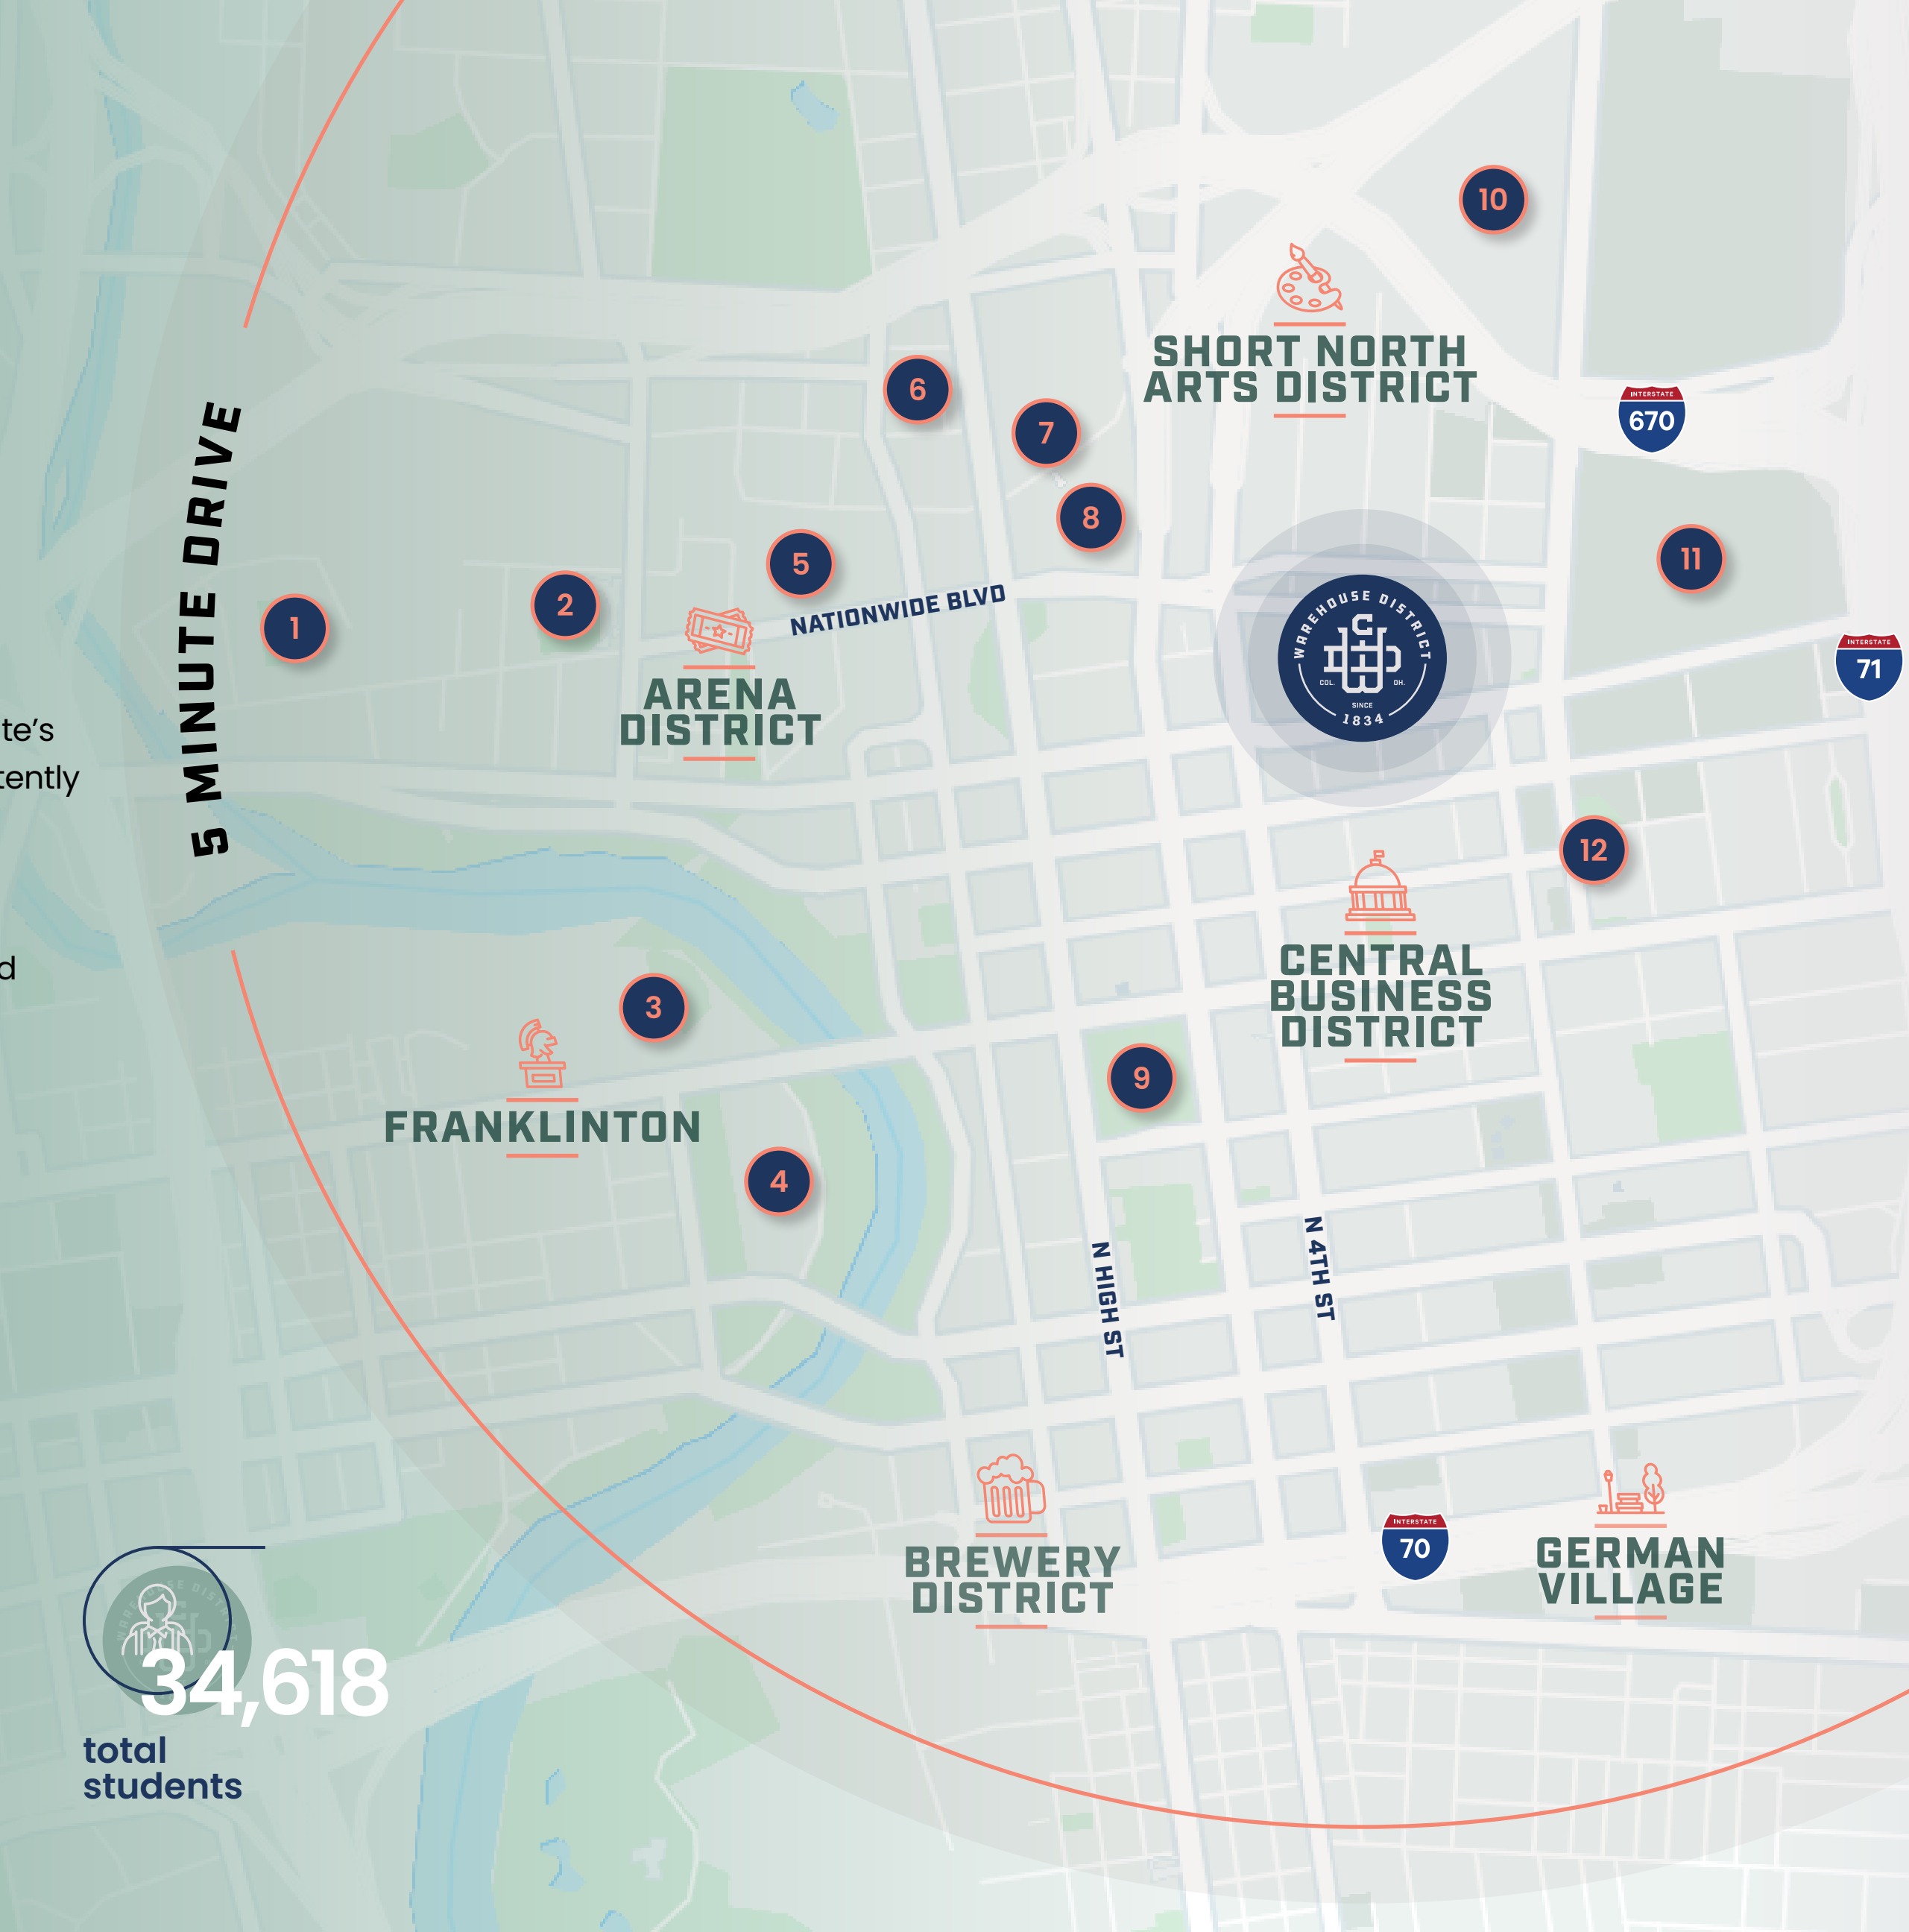 10
SHORT NORTH
ARTS DISTRICT
6
7
INTERSTATE
670
5 MINUTE DRIVE
8
5
11
1
2
NATIONWIDE BLVD
WAREHOUSE DISTRICT
COL. OH.
SINCE
1834
INTERSTATE
71
ARENA
DISTRICT
te's
tently
12
d
3
CENTRAL
BUSINESS
DISTRICT
9
FRANKLINTON
4
N HIGH ST
N 4TH ST
BREWERY
DISTRICT
INTERSTATE
70
GERMAN
VILLAGE
34,618
total
students